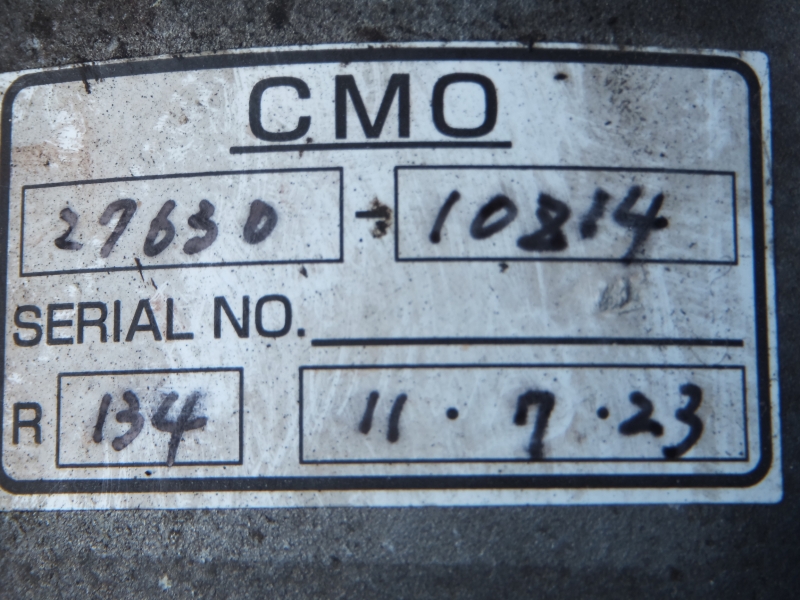 CMO
27630 - 10814
SERIAL NO.
R 134 11.7.23